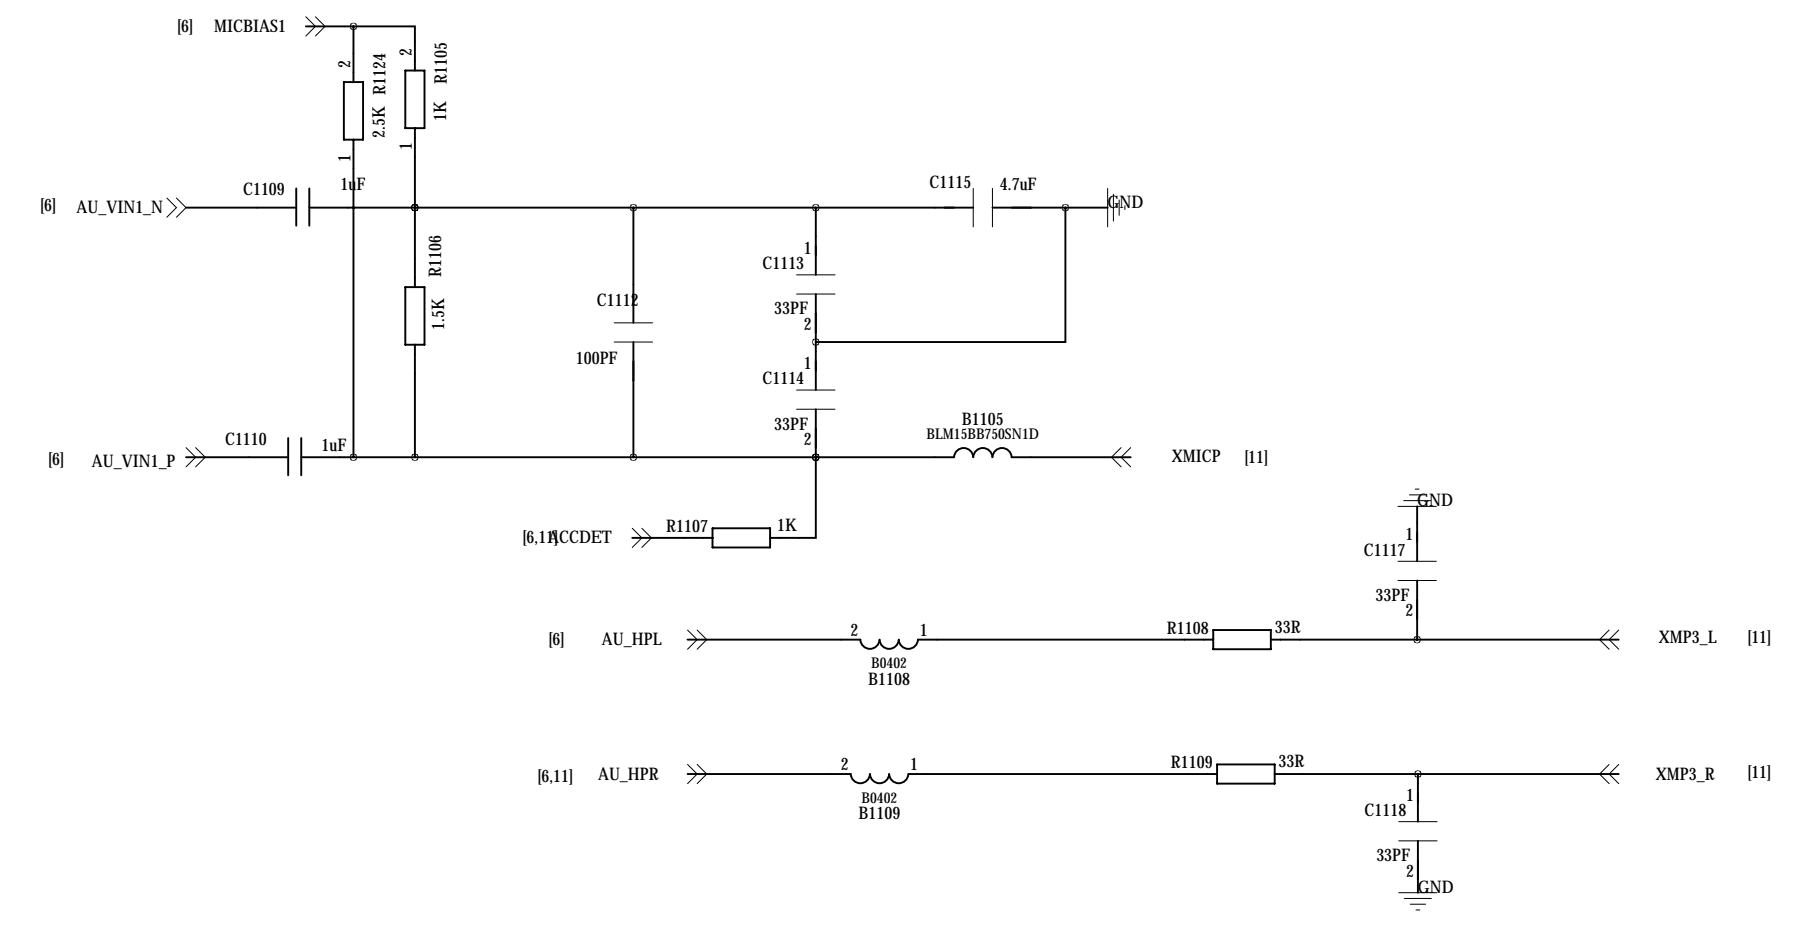 [6] MICBIAS1
2 R1124 2.5K 1
2 R1105 1K 1
[6] AU_VIN1_N
C1109 1uF
R1106 1.5K
C1112
100PF
1
C1113
33PF
2
1
C1114
33PF
2
C1115 4.7uF
GND
[6] AU_VIN1_P
C1110 1uF
B1105
BLM15BB750SN1D
XMICP [11]
[6,11] ACCDET
R1107 1K
GND
1
C1117
33PF
2
[6] AU_HPL
2 1
B0402
B1108
R1108 33R
XMP3_L [11]
[6,11] AU_HPR
2 1
B0402
B1109
R1109 33R
XMP3_R [11]
1
C1118
33PF
2
GND